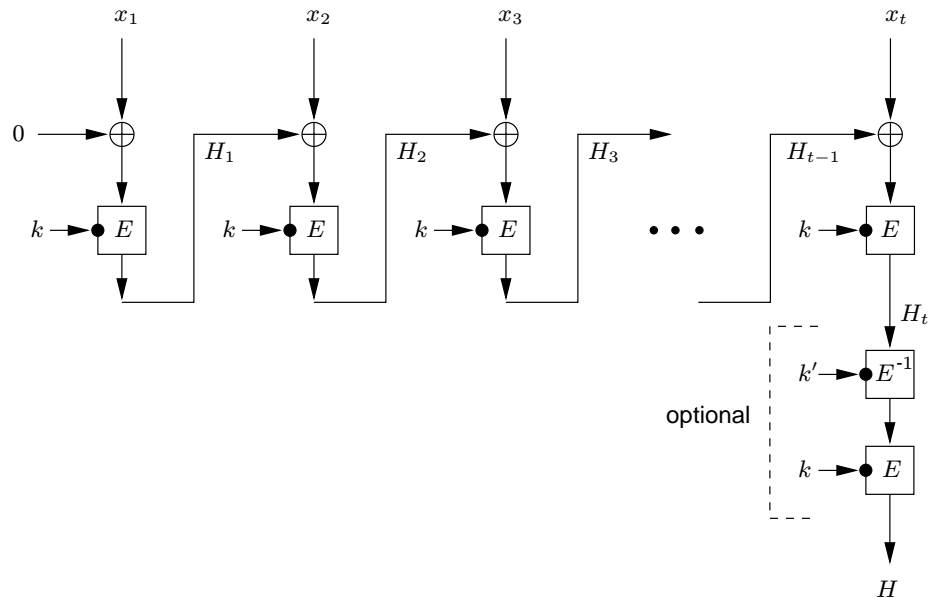 x₁ x₂ x₃ xₜ
0 H₁ H₂ H₃ Hₜ₋₁
k E k E k E k E
Hₜ
k′ E⁻¹
optional
k E
H